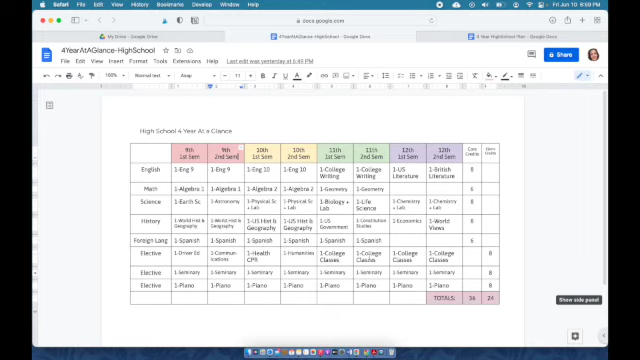 Safari File Edit View History Bookmarks Develop Window Help
Fri Jun 10 8:59 PM
docs.google.com
My Drive - Google Drive
4YearAtAGlance-HighSchool - Google Docs
4 Year HighSchool Plan - Google Docs
4YearAtAGlance-HighSchool
File Edit View Insert Format Tools Extensions Help
Last edit was yesterday at 6:49 PM
100% Normal text Avenir 11
High School 4 Year At a Glance
9th 1st Sem 9th 2nd Sem 10th 1st Sem 10th 2nd Sem 11th 1st Sem 11th 2nd Sem 12th 1st Sem 12th 2nd Sem Core Credits Elect Credits
English 1-Eng 9 1-Eng 9 1-Eng 10 1-Eng 10 1-College Writing 1-College Writing 1-US Literature 1-British Literature 8
Math 1-Algebra 1 1-Algebra 1 1-Algebra 2 1-Algebra 2 1-Geometry 1-Geometry 6
Science 1-Earth Sc 1-Astronomy 1-Physical Sc + Lab 1-Physical Sc + Lab 1-Biology + Lab 1-Life Science 1-Chemistry + Lab 1-Chemistry + Lab 8
History 1-World Hist & Geography 1-World Hist & Geography 1-US Hist & Geography 1-US Hist & Geography 1-US Government 1-Constitution Studies 1-Economics 1-World Views 8
Foreign Lang 1-Spanish 1-Spanish 1-Spanish 1-Spanish 1-Spanish 1-Spanish 6
Elective 1-Driver Ed 1-Communications 1-Health CPR 1-Humanities 1-College Classes 1-College Classes 1-College Classes 1-College Classes 8
Elective 1-Seminary 1-Seminary 1-Seminary 1-Seminary 1-Seminary 1-Seminary 1-Seminary 1-Seminary 8
Elective 1-Piano 1-Piano 1-Piano 1-Piano 1-Piano 1-Piano 1-Piano 1-Piano 8
TOTALS: 36 24
Show side panel